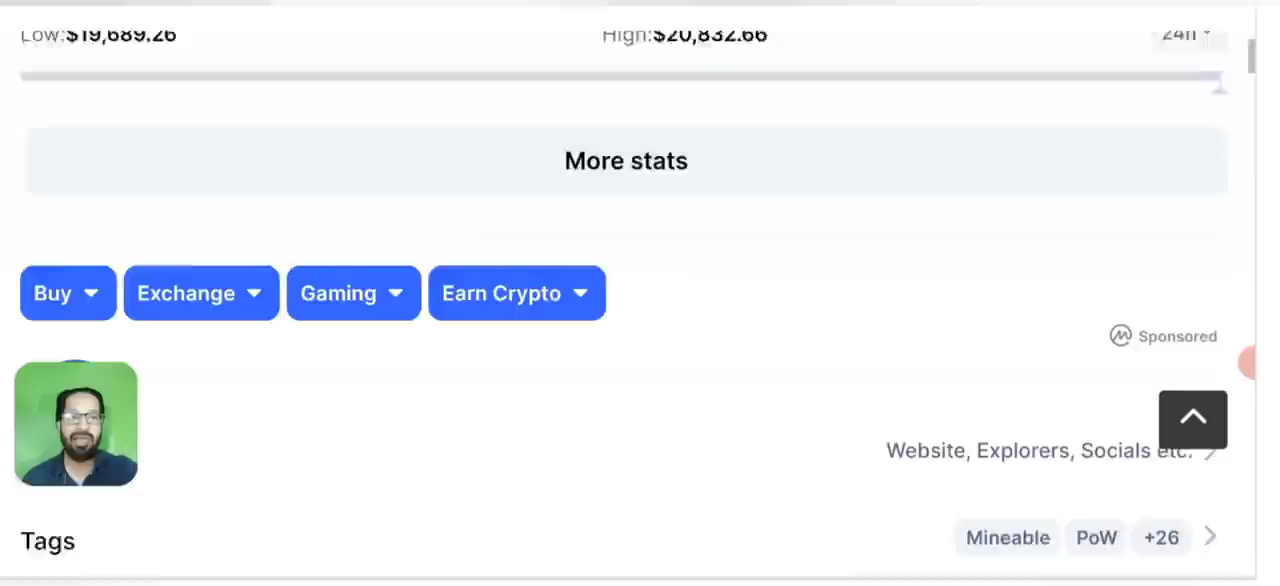 Low:$19,689.26 High:$20,832.66 24h
More stats
Buy Exchange Gaming Earn Crypto
Sponsored
Website, Explorers, Socials etc.
Tags Mineable PoW +26